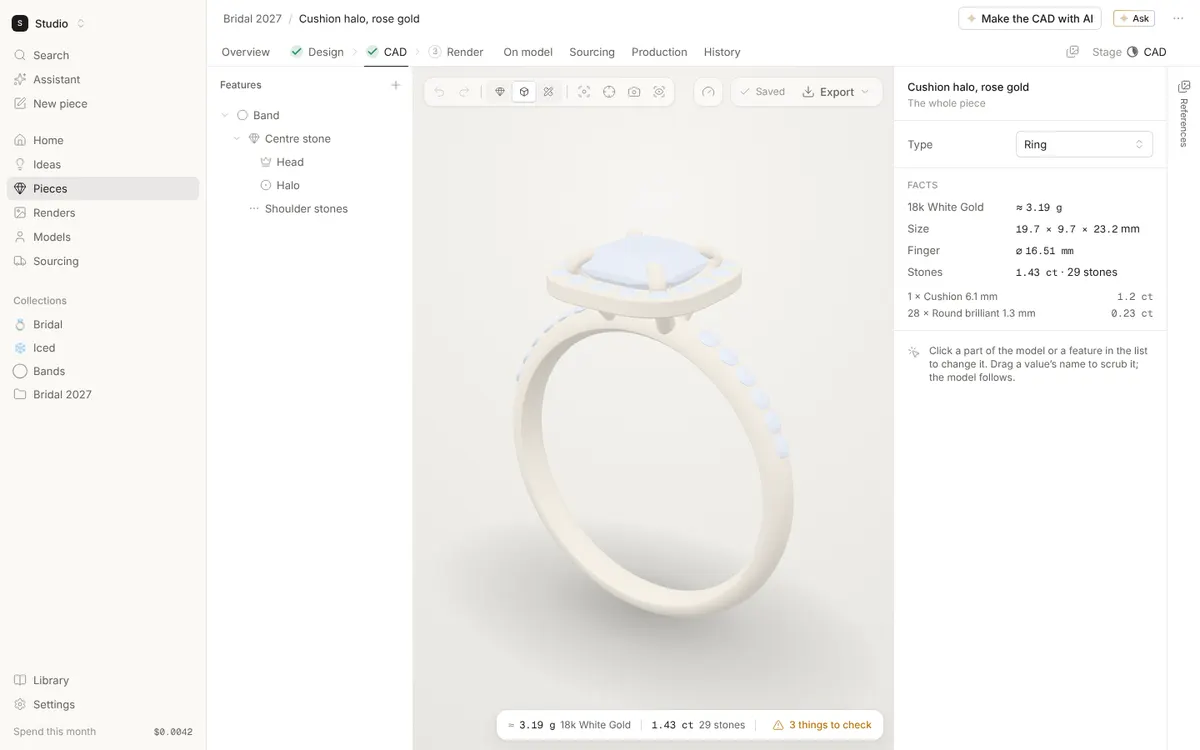 S Studio
Search
Assistant
New piece
Home
Ideas
Pieces
Renders
Models
Sourcing
Collections
Bridal
Iced
Bands
Bridal 2027
Library
Settings
Spend this month $0.0042
Bridal 2027 / Cushion halo, rose gold
Make the CAD with AI
Ask
Overview
Design
CAD
3 Render
On model
Sourcing
Production
History
Stage CAD
Features
Band
Centre stone
Head
Halo
Shoulder stones
Saved
Export
≈ 3.19 g 18k White Gold
1.43 ct 29 stones
3 things to check
Cushion halo, rose gold
The whole piece
Type Ring
FACTS
18k White Gold ≈ 3.19 g
Size 19.7 × 9.7 × 23.2 mm
Finger ⌀ 16.51 mm
Stones 1.43 ct · 29 stones
1 × Cushion 6.1 mm 1.2 ct
28 × Round brilliant 1.3 mm 0.23 ct
Click a part of the model or a feature in the list
to change it. Drag a value's name to scrub it;
the model follows.
References